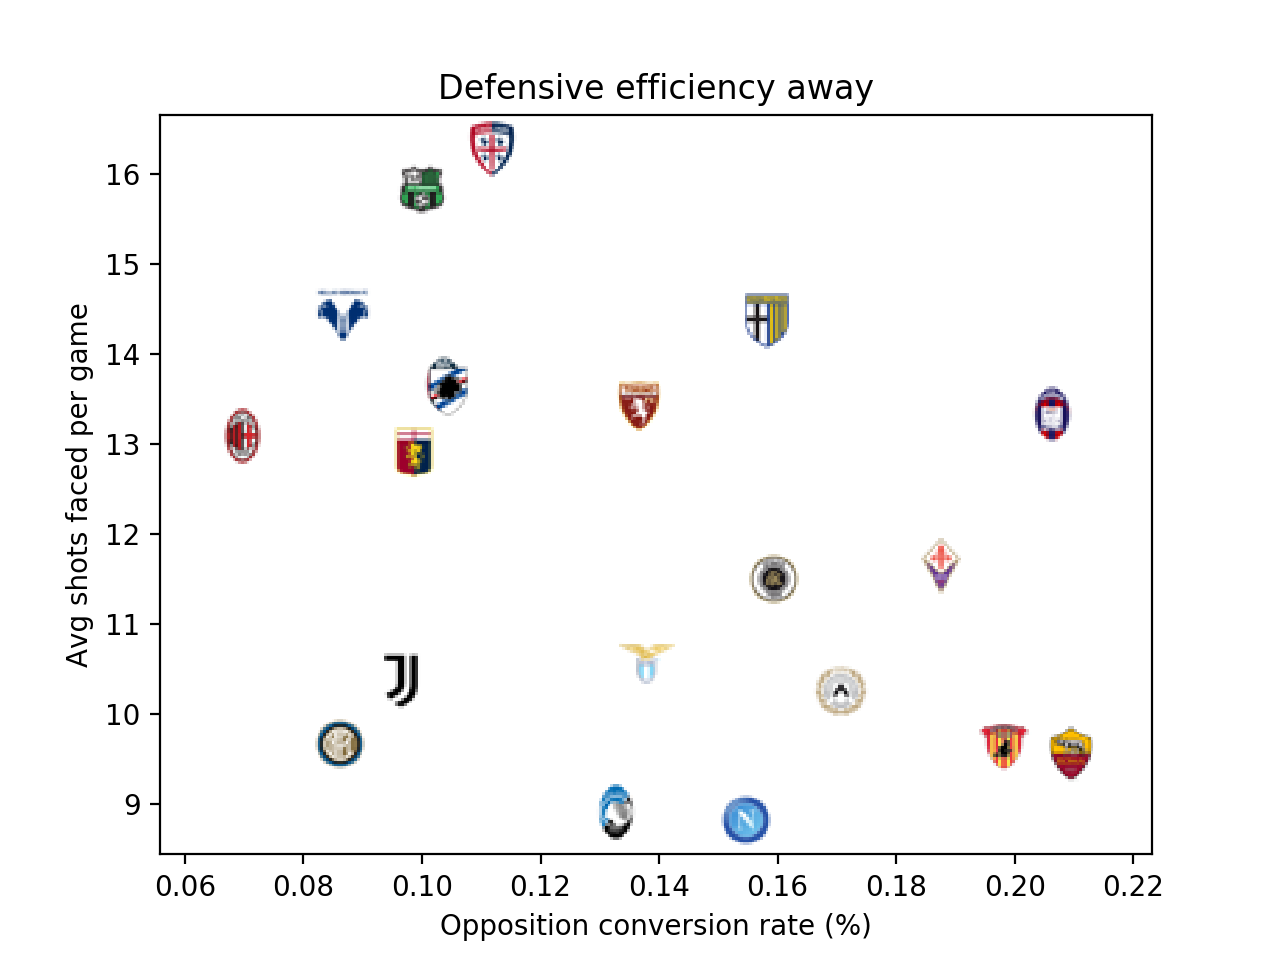 Defensive efficiency away
Avg shots faced per game
16
15
14
13
12
11
10
9
0.06 0.08 0.10 0.12 0.14 0.16 0.18 0.20 0.22
Opposition conversion rate (%)